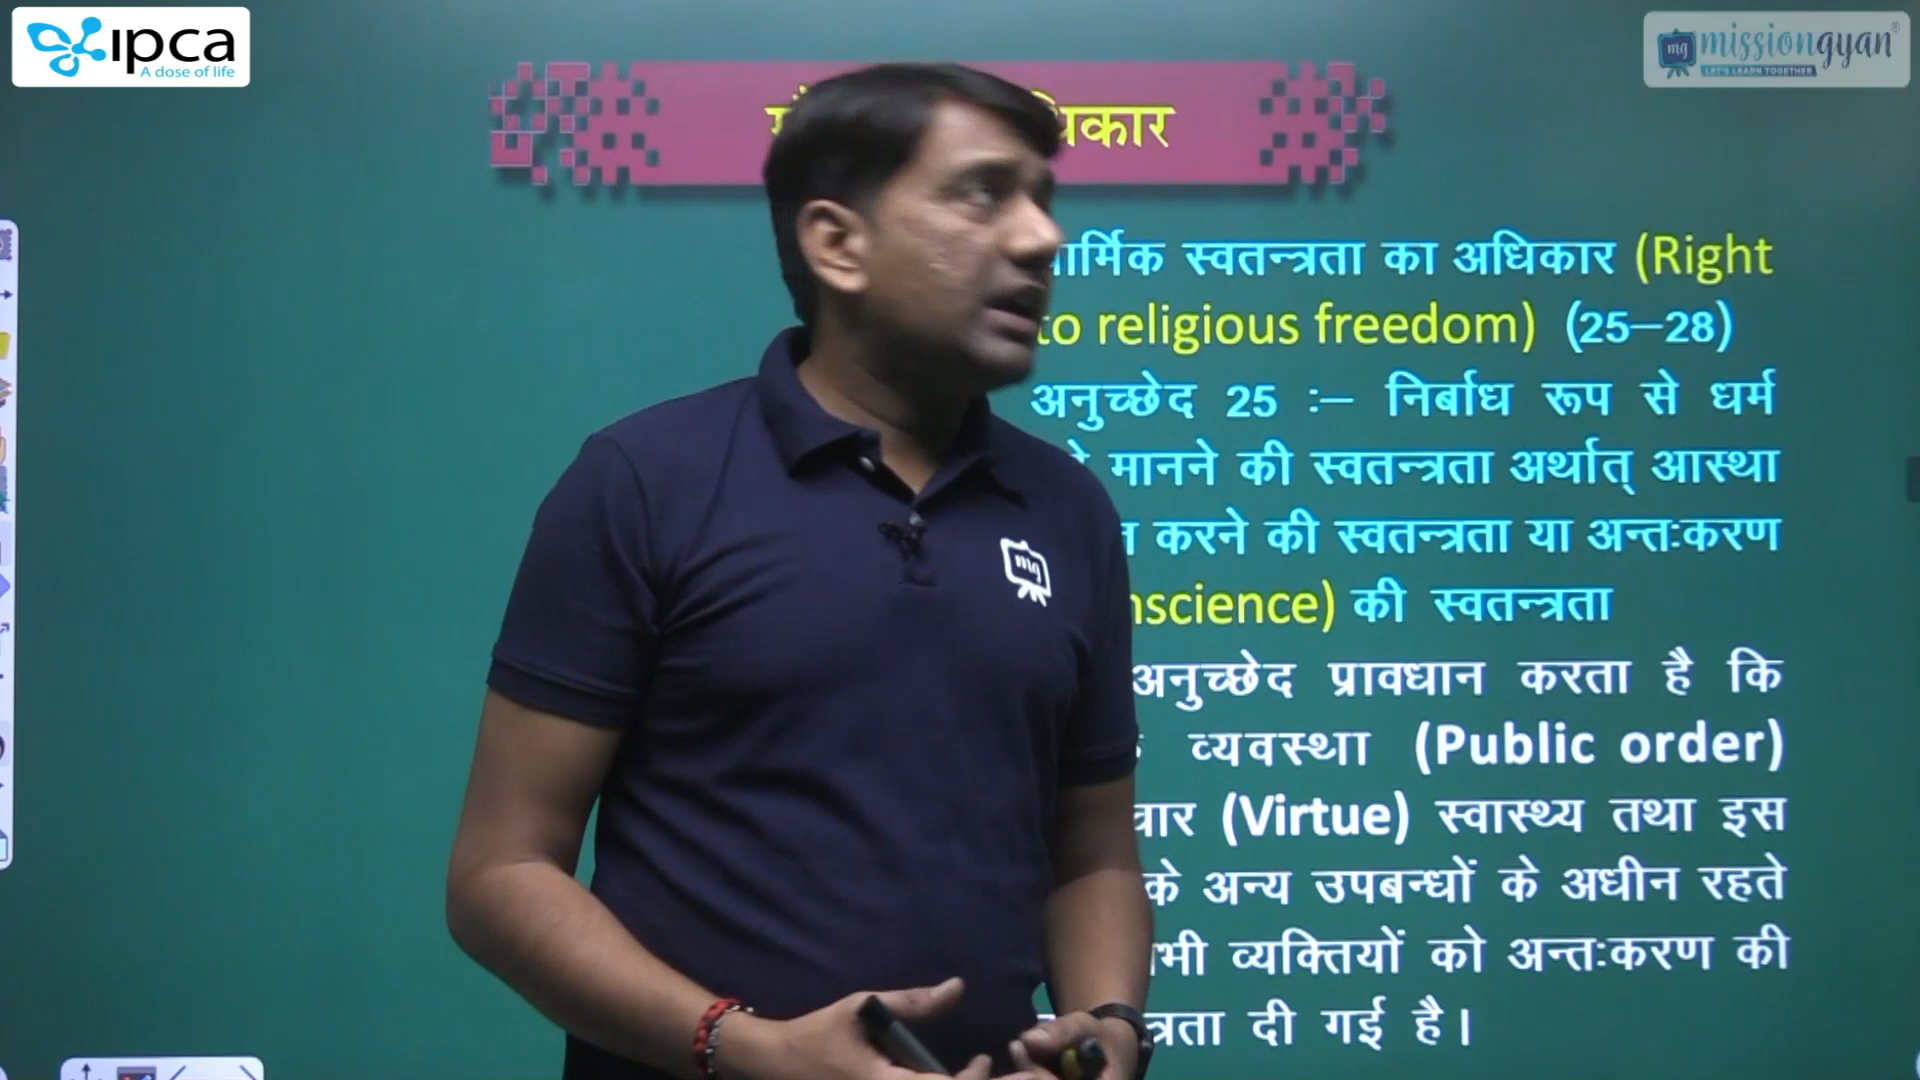 ipca
A dose of life
mg missiongyan®
LET'S LEARN TOGETHER
स्वतन्त्रता का अधिकार (Right
to religious freedom) (25–28)
अनुच्छेद 25 :– निर्बाध रूप से धर्म
मानने की स्वतन्त्रता अर्थात् आस्था
करने की स्वतन्त्रता या अन्तःकरण
की स्वतन्त्रता
mg
अनुच्छेद प्रावधान करता है कि
व्यवस्था (Public order)
(Virtue) स्वास्थ्य तथा इस
के अन्य उपबन्धों के अधीन रहते
व्यक्तियों को अन्तःकरण की
दी गई है।